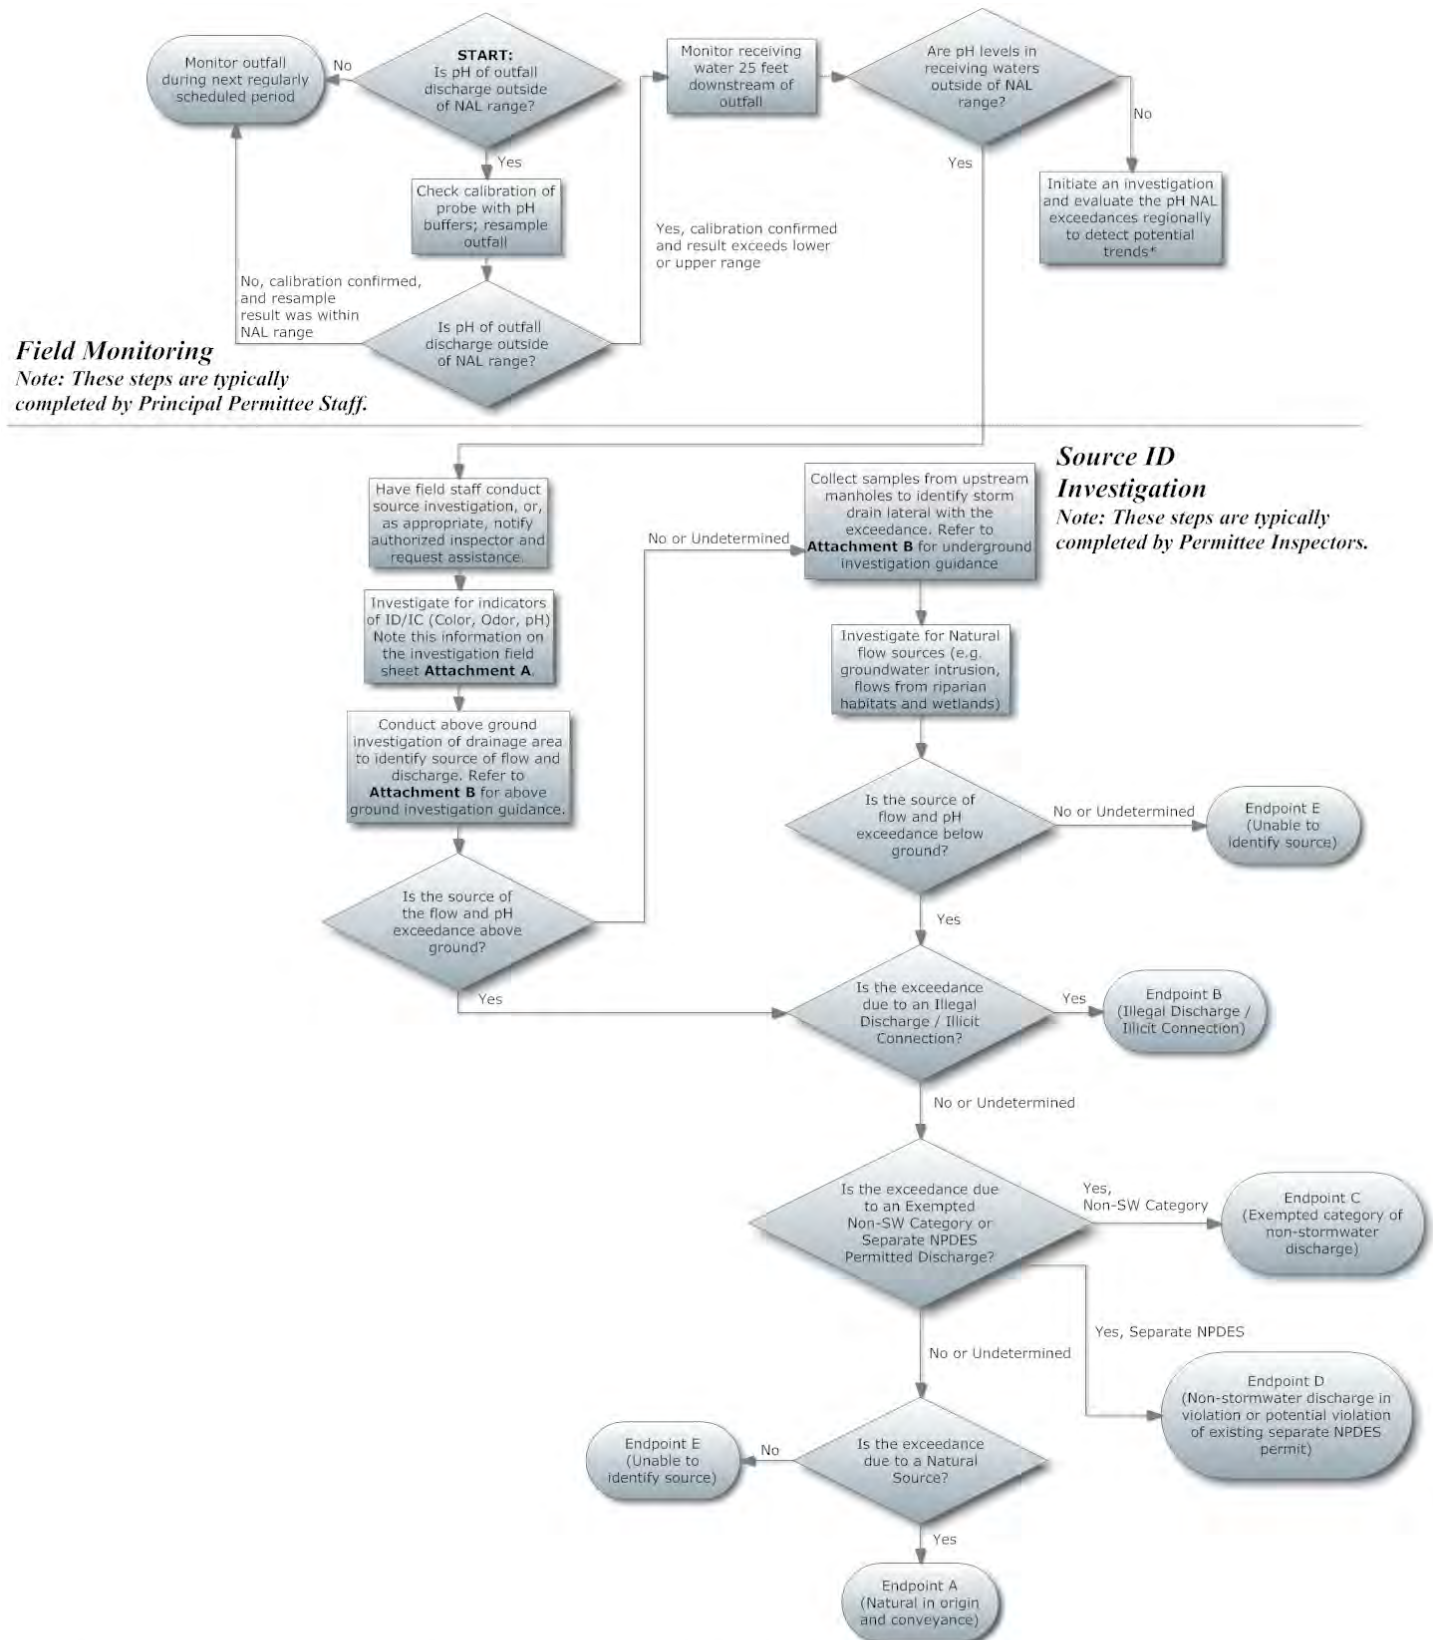 Monitor outfall
during next regularly
scheduled period
No
START:
Is pH of outfall
discharge outside
of NAL range?
Monitor receiving
water 25 feet
downstream of
outfall
Are pH levels in
receiving waters
outside of NAL
range?
No
Yes
Yes
Check calibration of
probe with pH
buffers; resample
outfall
Initiate an investigation
and evaluate the pH NAL
exceedances regionally
to detect potential
trends*
Yes, calibration confirmed
and result exceeds lower
or upper range
No, calibration confirmed,
and resample
result was within
NAL range
Is pH of outfall
discharge outside
of NAL range?
Field Monitoring
Note: These steps are typically
completed by Principal Permittee Staff.
Source ID
Investigation
Note: These steps are typically
completed by Permittee Inspectors.
Have field staff conduct
source investigation, or,
as appropriate, notify
authorized inspector and
request assistance.
No or Undetermined
Collect samples from upstream
manholes to identify storm
drain lateral with the
exceedance. Refer to
Attachment B for underground
investigation guidance
Investigate for indicators
of ID/IC (Color, Odor, pH)
Note this information on
the investigation field
sheet Attachment A.
Investigate for Natural
flow sources (e.g.
groundwater intrusion,
flows from riparian
habitats and wetlands)
Conduct above ground
investigation of drainage area
to identify source of flow and
discharge. Refer to
Attachment B for above
ground investigation guidance.
Is the source of
flow and pH
exceedance below
ground?
No or Undetermined
Endpoint E
(Unable to
identify source)
Is the source of
the flow and pH
exceedance above
ground?
Yes
Yes
Is the exceedance
due to an Illegal
Discharge / Illicit
Connection?
Yes
Endpoint B
(Illegal Discharge /
Illicit Connection)
No or Undetermined
Is the exceedance due
to an Exempted
Non-SW Category or
Separate NPDES
Permitted Discharge?
Yes,
Non-SW Category
Endpoint C
(Exempted category of
non-stormwater
discharge)
Yes, Separate NPDES
No or Undetermined
Endpoint D
(Non-stormwater discharge in
violation or potential violation
of existing separate NPDES
permit)
Endpoint E
(Unable to
identify source)
No
Is the exceedance
due to a Natural
Source?
Yes
Endpoint A
(Natural in origin
and conveyance)